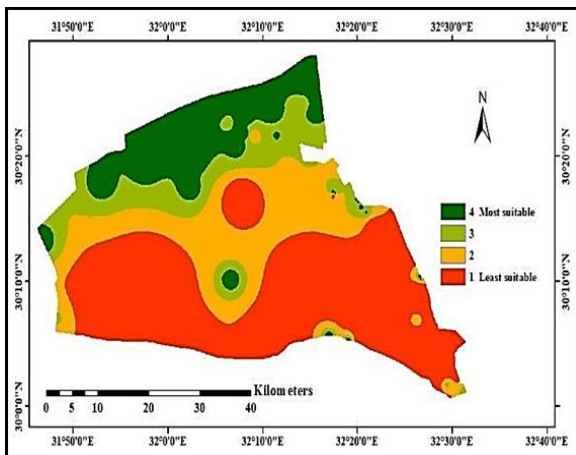 31°50'0"E 32°0'0"E 32°10'0"E 32°20'0"E 32°30'0"E 32°40'0"E
N
30°20'0"N
30°20'0"N
4 Most suitable
3
2
1 Least suitable
30°10'0"N
30°10'0"N
Kilometers
0 5 10 20 30 40
30°0'0"N
30°0'0"N
31°50'0"E 32°0'0"E 32°10'0"E 32°20'0"E 32°30'0"E 32°40'0"E